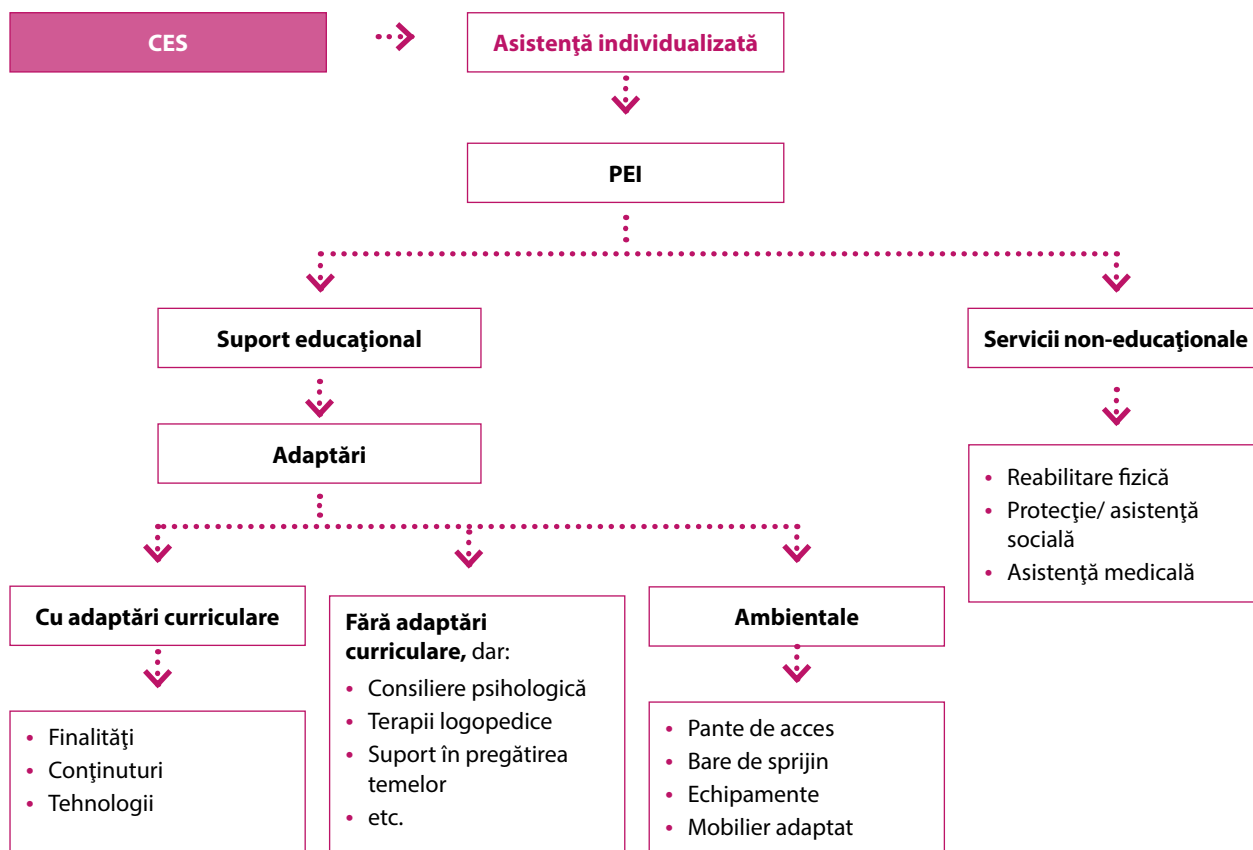 CES
Asistenţă individualizată
PEI
Suport educaţional
Servicii non-educaţionale
Adaptări
• Reabilitare fizică
• Protecţie/ asistenţă
socială
• Asistenţă medicală
Cu adaptări curriculare
Fără adaptări
curriculare, dar:
• Consiliere psihologică
• Terapii logopedice
• Suport în pregătirea
temelor
• etc.
Ambientale
• Finalităţi
• Conţinuturi
• Tehnologii
• Pante de acces
• Bare de sprijin
• Echipamente
• Mobilier adaptat